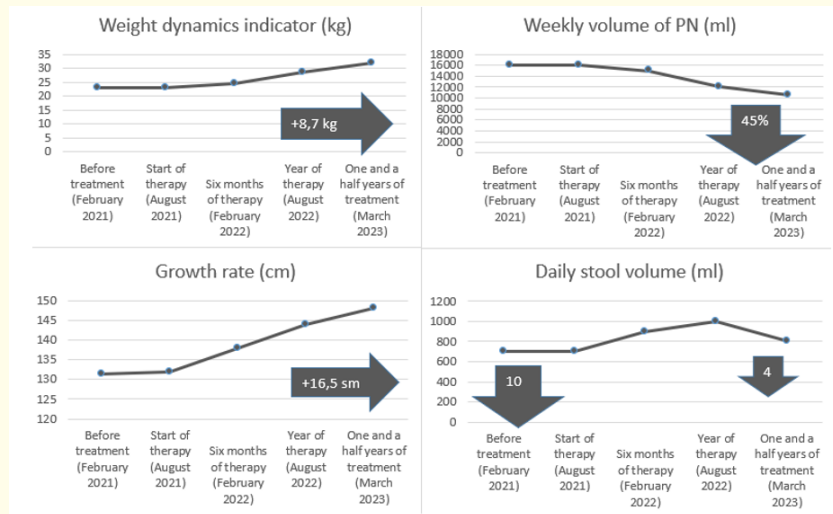 Weight dynamics indicator (kg)
35
30
25
20
15
10
5
0
+8,7 kg
Before
treatment
(February
2021)
Start of
therapy
(August
2021)
Six months
of therapy
(February
2022)
Year of
therapy
(August
2022)
One and a
half years of
treatment
(March
2023)
Weekly volume of PN (ml)
18000
16000
14000
12000
10000
8000
6000
4000
2000
0
45%
Before
treatment
(February
2021)
Start of
therapy
(August
2021)
Six months
of therapy
(February
2022)
Year of
therapy
(August
2022)
One and a
half years of
treatment
(March
2023)
Growth rate (cm)
150
145
140
135
130
125
120
+16,5 sm
Before
treatment
(February
2021)
Start of
therapy
(August
2021)
Six months
of therapy
(February
2022)
Year of
therapy
(August
2022)
One and a
half years of
treatment
(March
2023)
Daily stool volume (ml)
1200
1000
800
600
400
200
0
10
4
Before
treatment
(February
2021)
Start of
therapy
(August
2021)
Six months
of therapy
(February
2022)
Year of
therapy
(August
2022)
One and a
half years of
treatment
(March
2023)